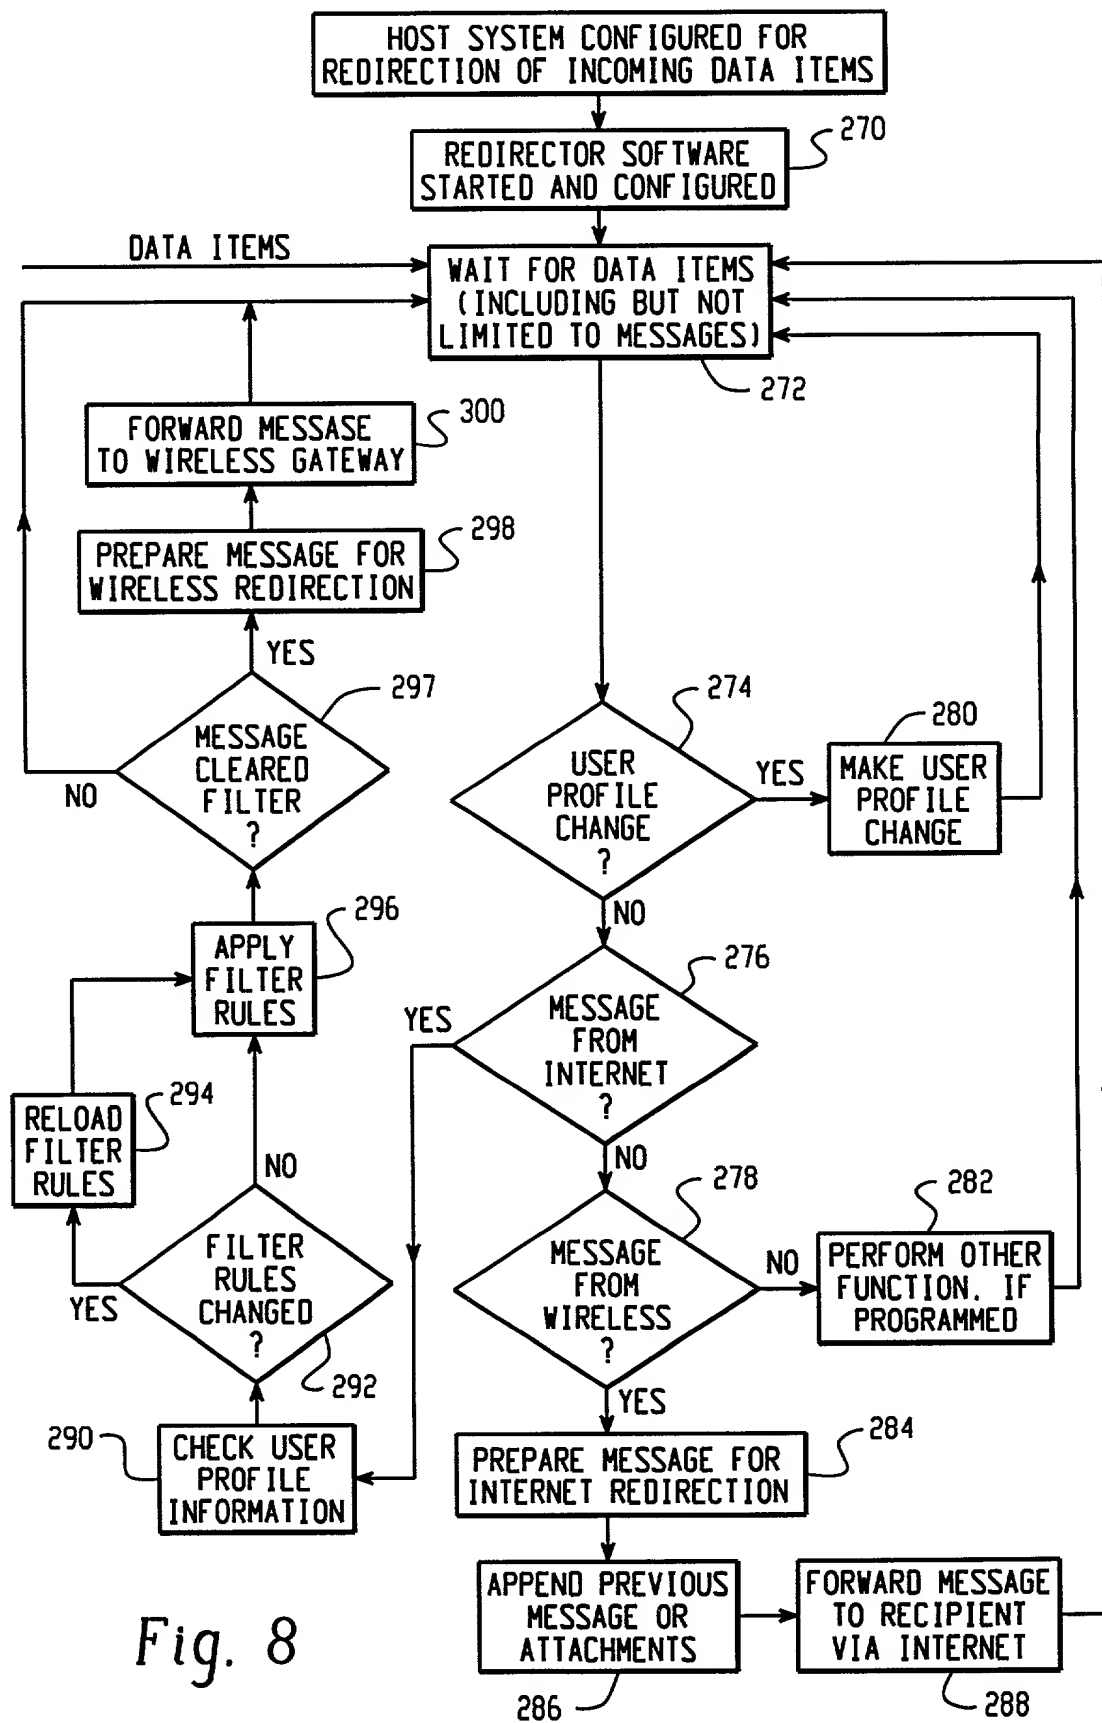 HOST SYSTEM CONFIGURED FOR
REDIRECTION OF INCOMING DATA ITEMS
270
REDIRECTOR SOFTWARE
STARTED AND CONFIGURED
DATA ITEMS
WAIT FOR DATA ITEMS
(INCLUDING BUT NOT
LIMITED TO MESSAGES)
272
300
FORWARD MESSASE
TO WIRELESS GATEWAY
298
PREPARE MESSAGE FOR
WIRELESS REDIRECTION
YES
297
MESSAGE
CLEARED
FILTER
?
NO
274
USER
PROFILE
CHANGE
?
YES
280
MAKE USER
PROFILE
CHANGE
NO
296
APPLY
FILTER
RULES
276
MESSAGE
FROM
INTERNET
?
YES
NO
294
RELOAD
FILTER
RULES
NO
FILTER
RULES
CHANGED
?
YES
292
278
MESSAGE
FROM
WIRELESS
?
NO
282
PERFORM OTHER
FUNCTION, IF
PROGRAMMED
YES
290
CHECK USER
PROFILE
INFORMATION
284
PREPARE MESSAGE FOR
INTERNET REDIRECTION
APPEND PREVIOUS
MESSAGE OR
ATTACHMENTS
286
FORWARD MESSAGE
TO RECIPIENT
VIA INTERNET
288
Fig. 8